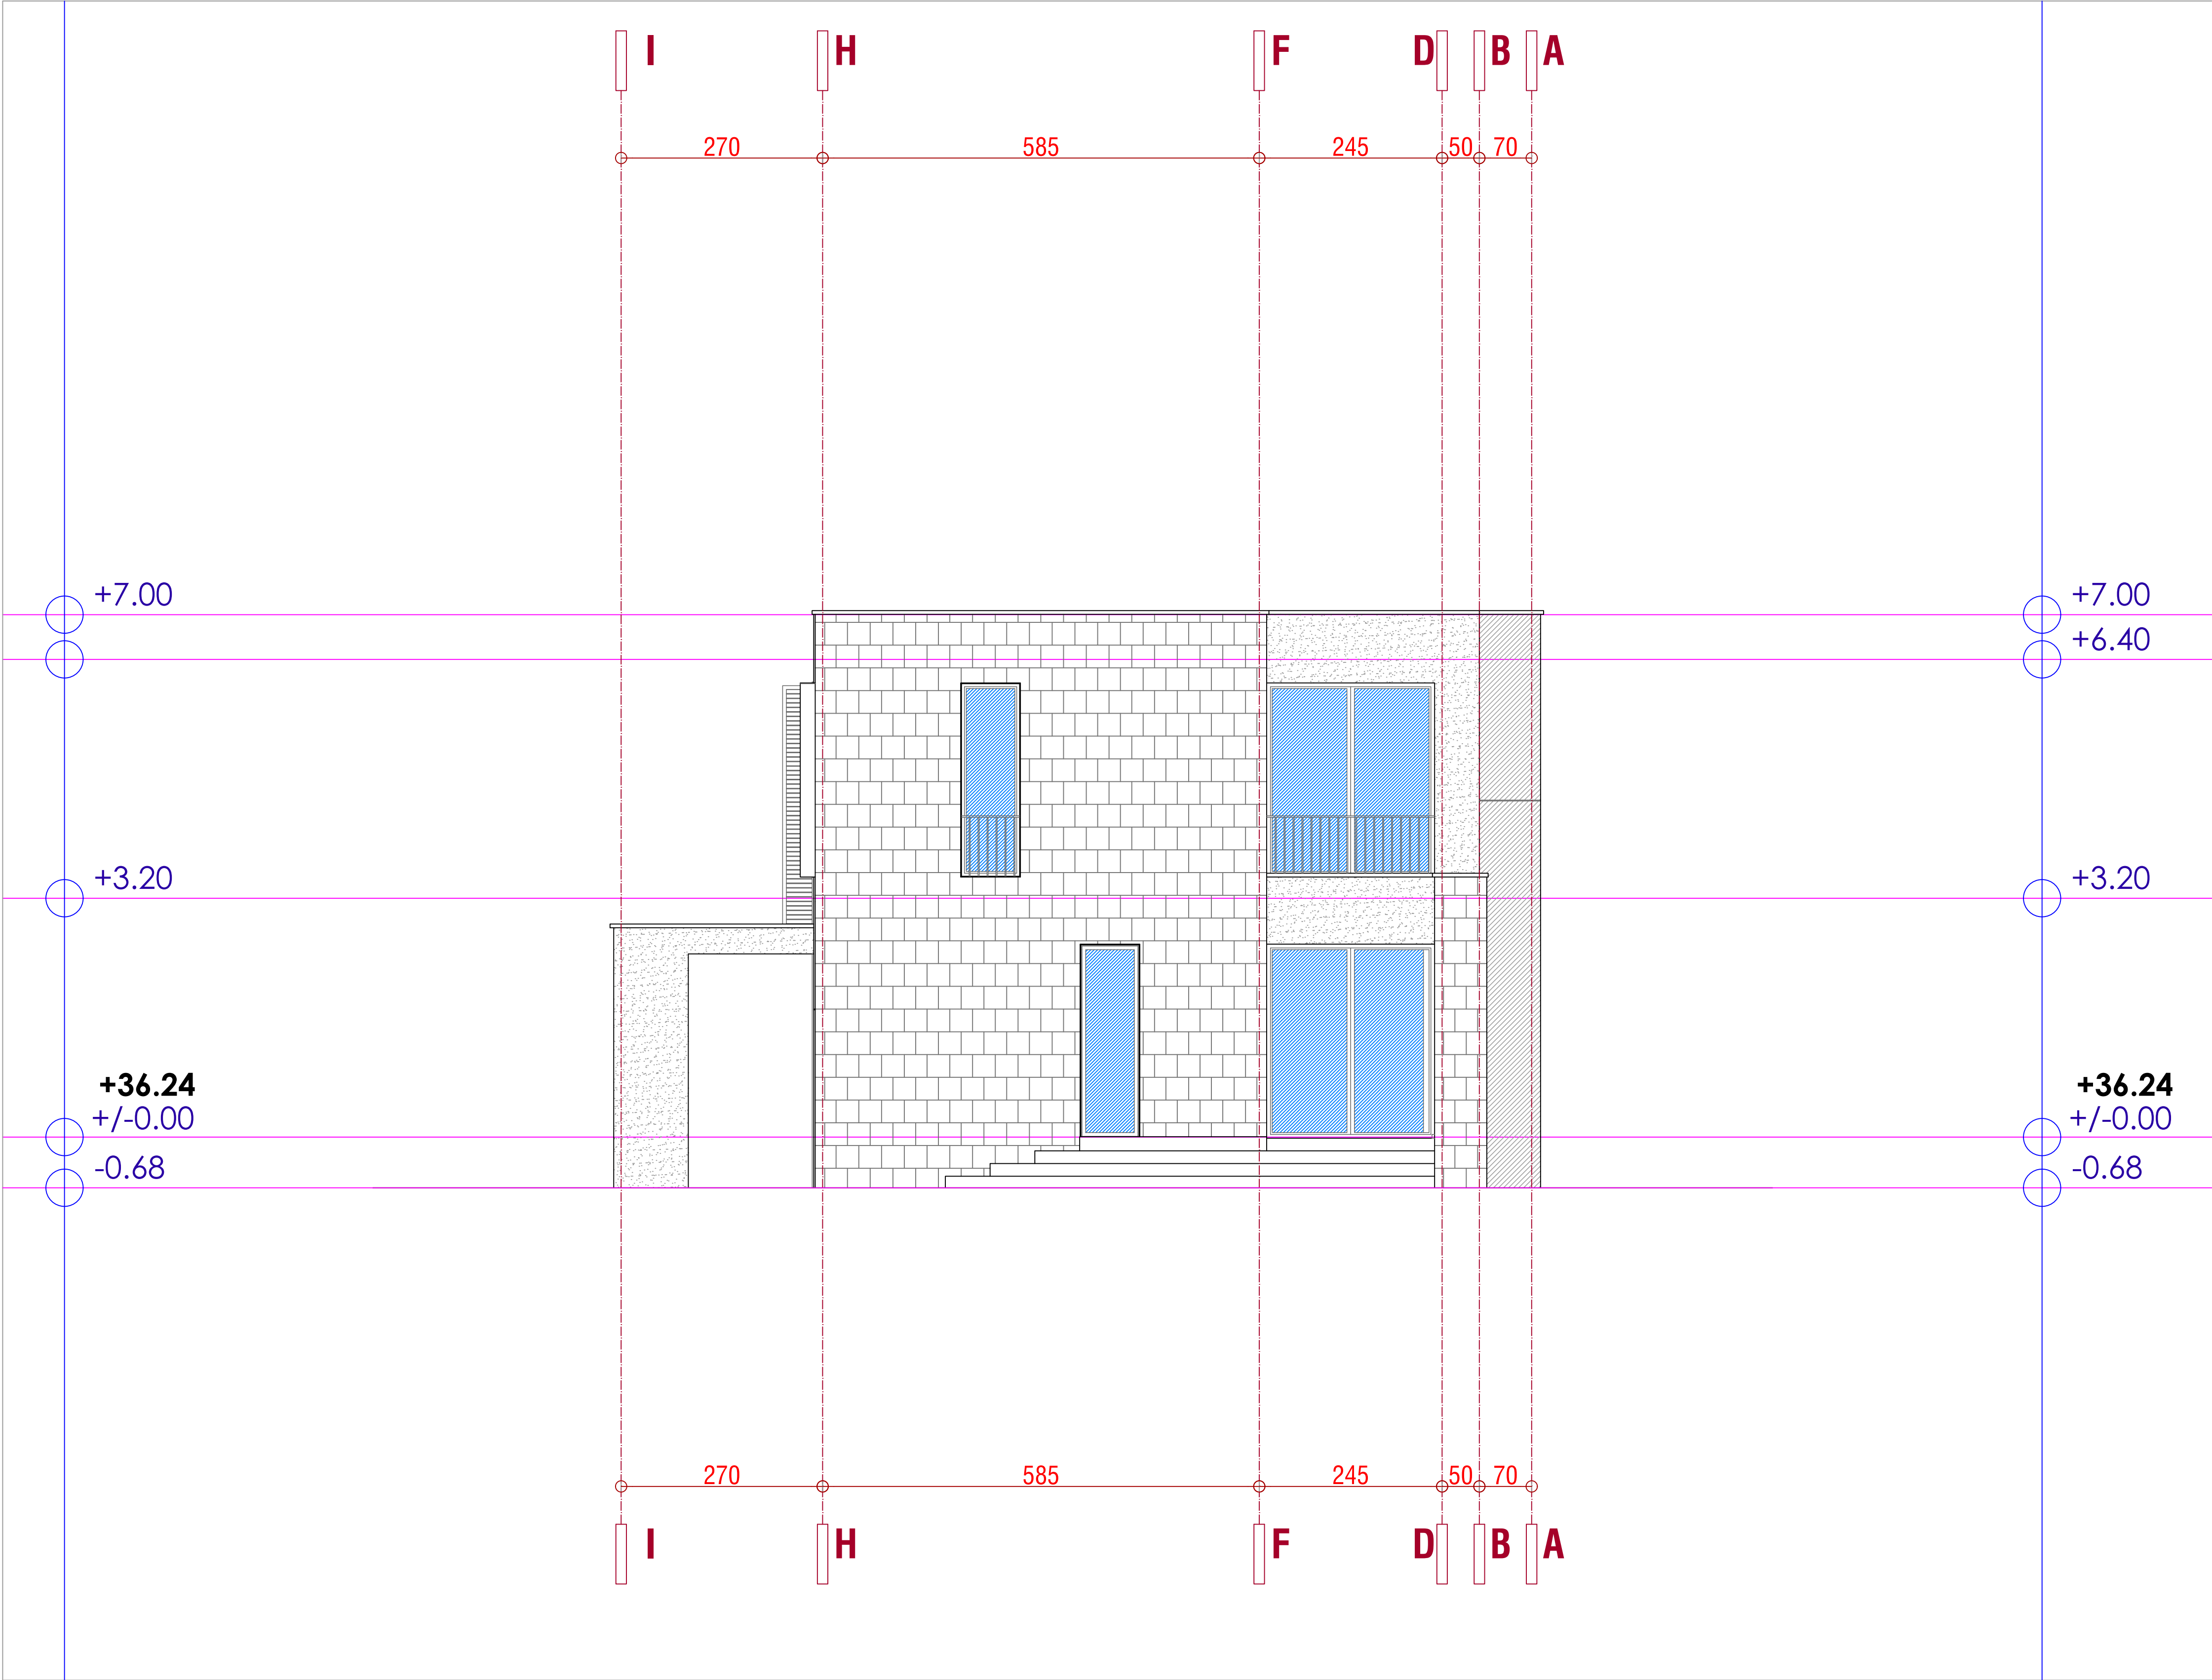 I H F D B A
270 585 245 50 70
+7.00 +7.00
+6.40
+3.20 +3.20
+36.24 +36.24
+/-0.00 +/-0.00
-0.68 -0.68
270 585 245 50 70
I H F D B A